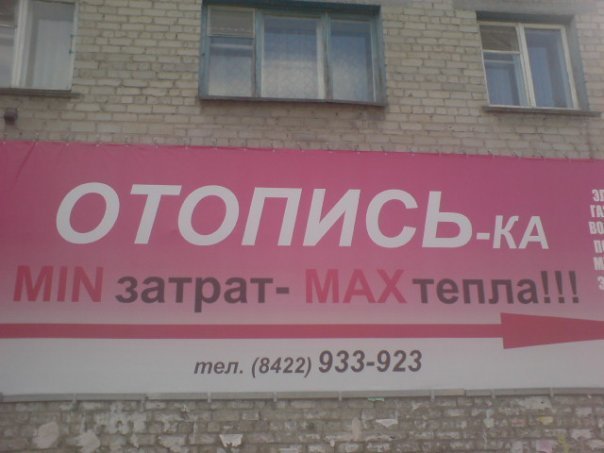 ОТОПИСЬ-КА
MIN затрат- MAX тепла!!!
тел. (8422) 933-923